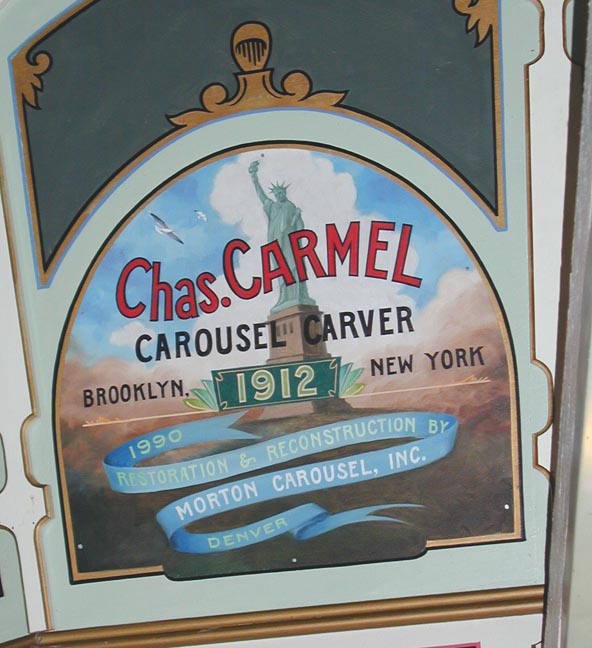 Chas. CARMEL
CAROUSEL CARVER
BROOKLYN, 1912 NEW YORK
1990
RESTORATION & RECONSTRUCTION BY
MORTON CAROUSEL, INC.
DENVER